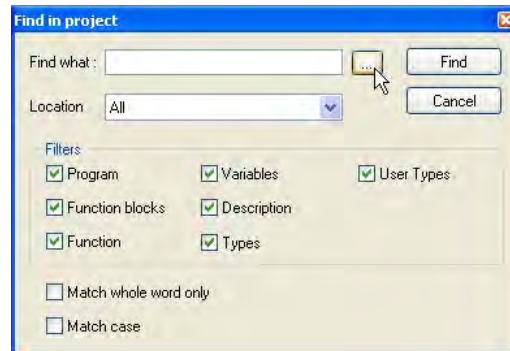 Find in project
Find what :
...
Find
Location
All
Cancel
Filters
Program
Variables
User Types
Function blocks
Description
Function
Types
Match whole word only
Match case